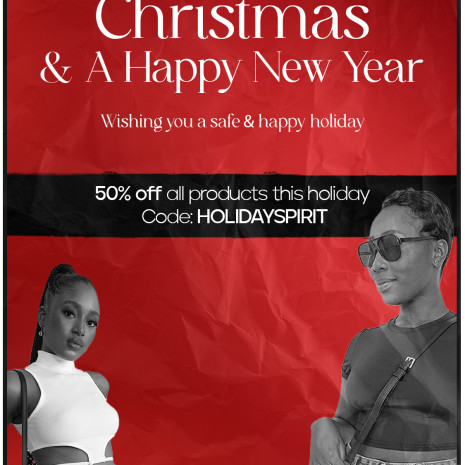 Christmas
& A Happy New Year
Wishing you a safe & happy holiday
50% off all products this holiday
Code: HOLIDAYSPIRIT